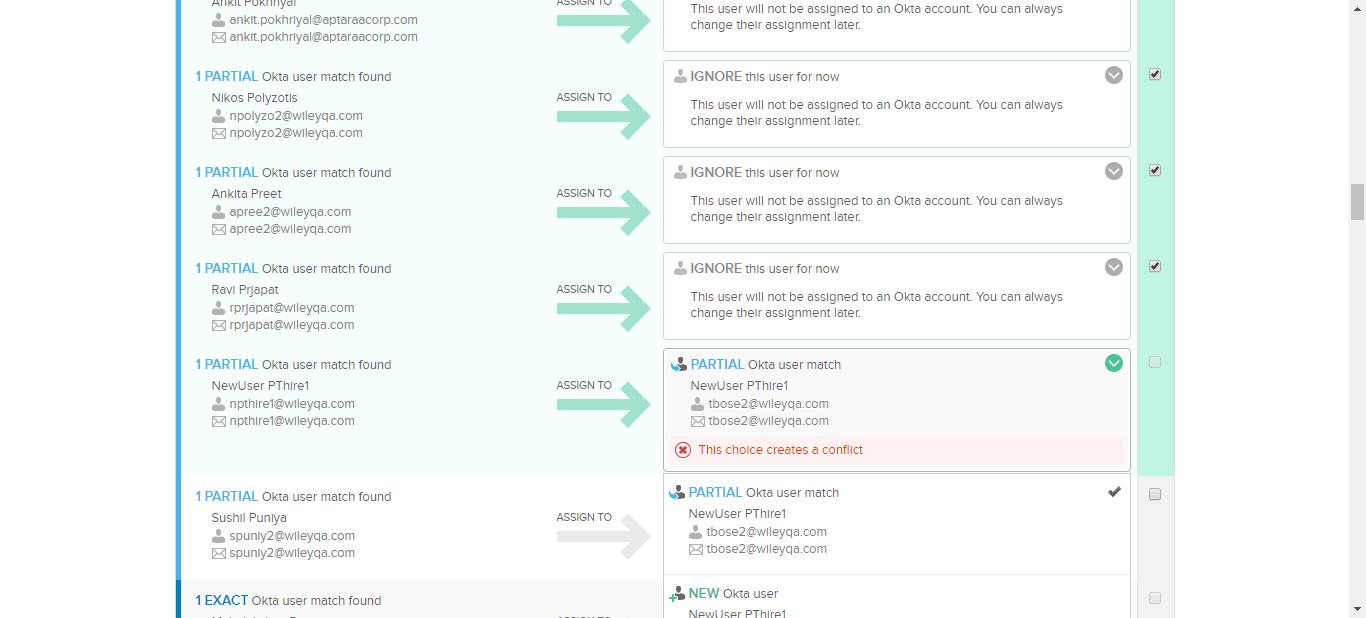 Ankit Pokhriyal
ankit.pokhriyal@aptaraacorp.com
ankit.pokhriyal@aptaraacorp.com
ASSIGN TO
This user will not be assigned to an Okta account. You can always
change their assignment later.
1 PARTIAL Okta user match found
Nikos Polyzotis
npolyzo2@wileyqa.com
npolyzo2@wileyqa.com
ASSIGN TO
IGNORE this user for now
This user will not be assigned to an Okta account. You can always
change their assignment later.
1 PARTIAL Okta user match found
Ankita Preet
apree2@wileyqa.com
apree2@wileyqa.com
ASSIGN TO
IGNORE this user for now
This user will not be assigned to an Okta account. You can always
change their assignment later.
1 PARTIAL Okta user match found
Ravi Prjapat
rprjapat@wileyqa.com
rprjapat@wileyqa.com
ASSIGN TO
IGNORE this user for now
This user will not be assigned to an Okta account. You can always
change their assignment later.
1 PARTIAL Okta user match found
NewUser PThire1
npthire1@wileyqa.com
npthire1@wileyqa.com
ASSIGN TO
PARTIAL Okta user match
NewUser PThire1
tbose2@wileyqa.com
tbose2@wileyqa.com
This choice creates a conflict
1 PARTIAL Okta user match found
Sushil Puniya
spuniy2@wileyqa.com
spuniy2@wileyqa.com
ASSIGN TO
PARTIAL Okta user match
NewUser PThire1
tbose2@wileyqa.com
tbose2@wileyqa.com
1 EXACT Okta user match found
ASSIGN TO
NEW Okta user
NewUser PThire1